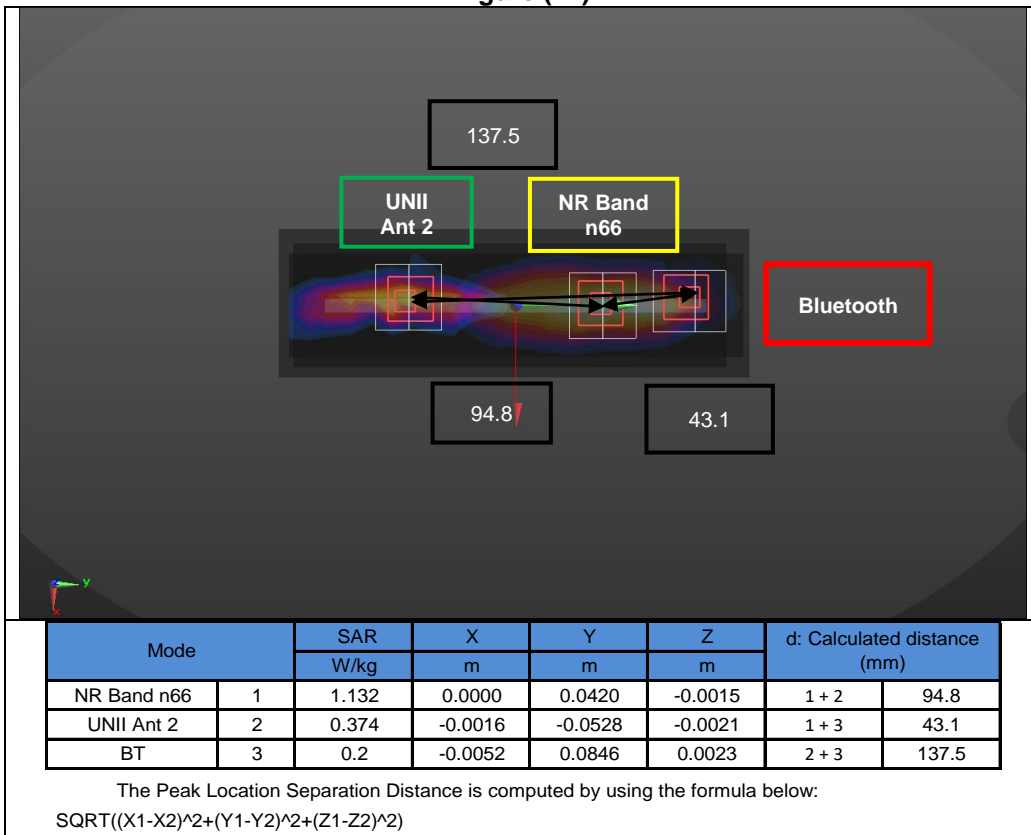 137.5
UNII
Ant 2
NR Band
n66
Bluetooth
94.8
43.1
y
x
Mode SAR X Y Z d: Calculated distance
W/kg m m m (mm)
NR Band n66 1 1.132 0.0000 0.0420 -0.0015 1 + 2 94.8
UNII Ant 2 2 0.374 -0.0016 -0.0528 -0.0021 1 + 3 43.1
BT 3 0.2 -0.0052 0.0846 0.0023 2 + 3 137.5
The Peak Location Separation Distance is computed by using the formula below:
SQRT((X1-X2)^2+(Y1-Y2)^2+(Z1-Z2)^2)